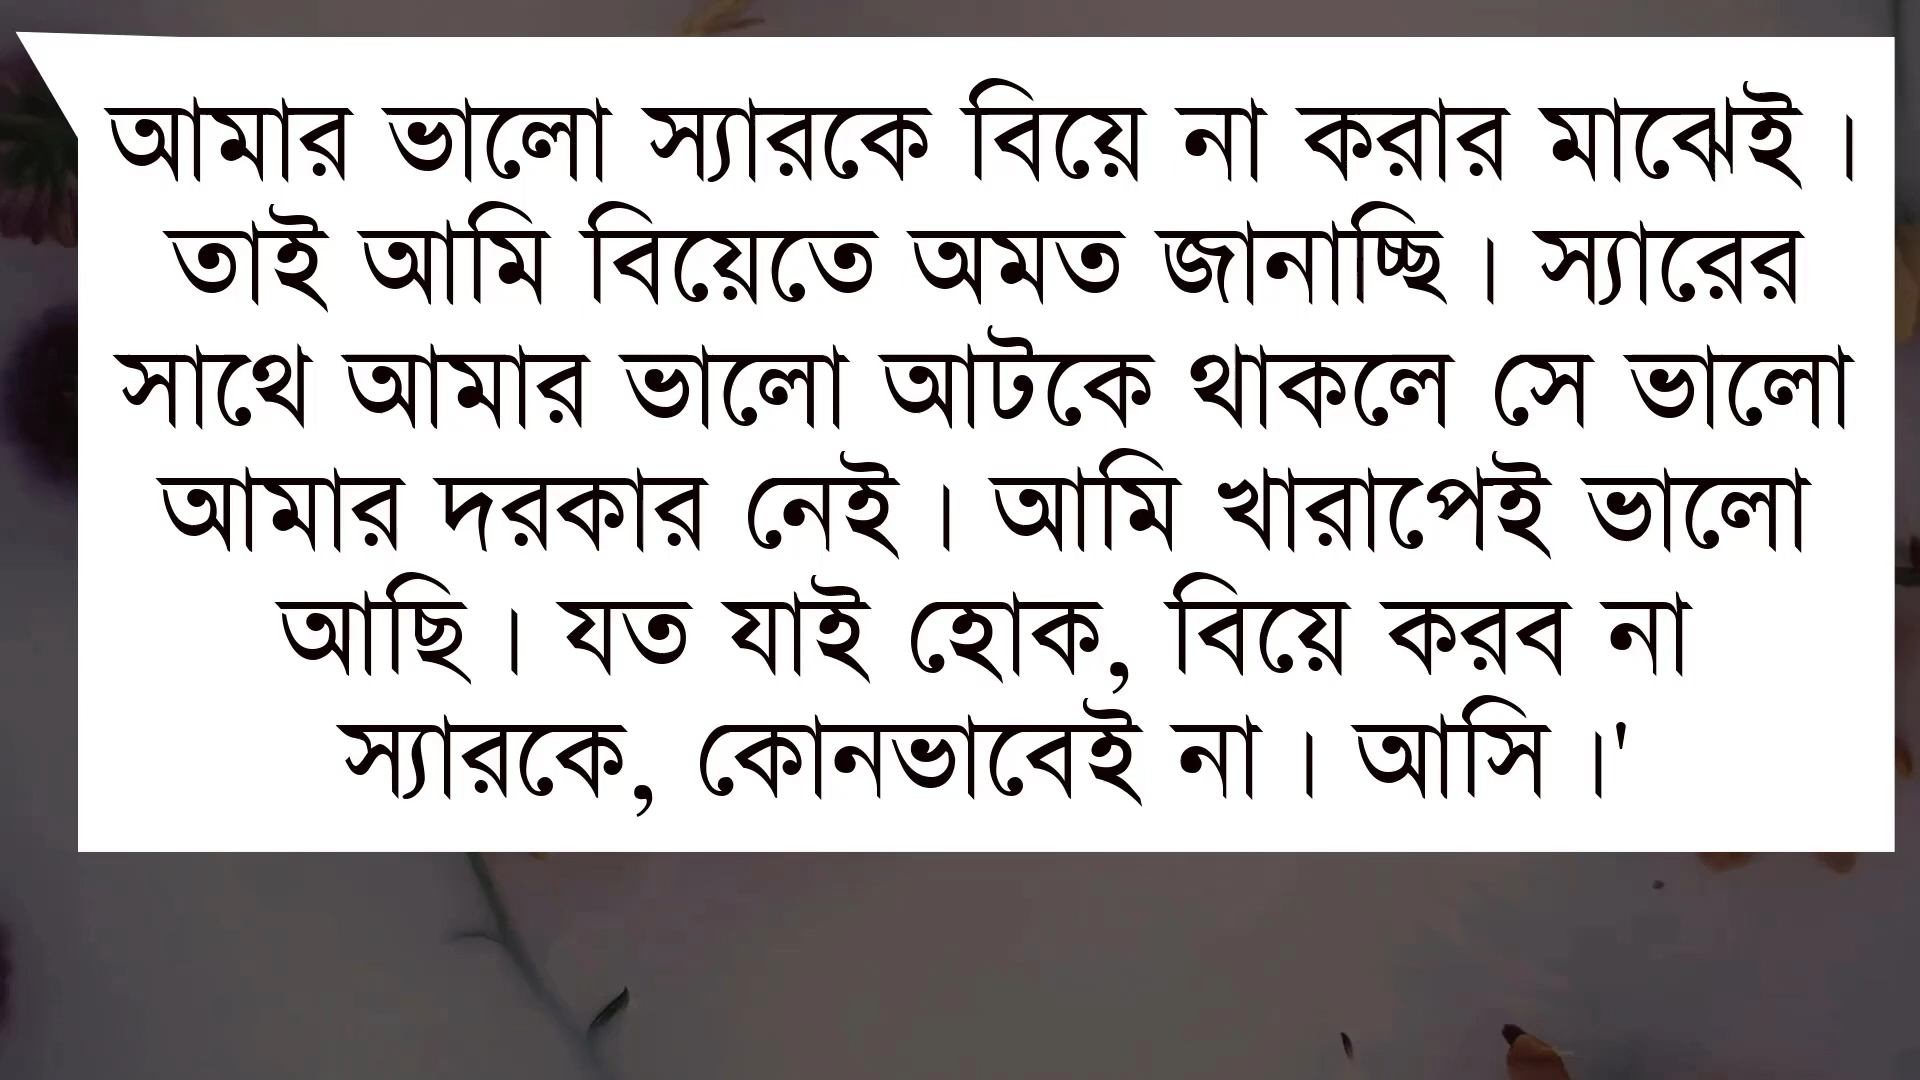 আমার ভালো স্যারকে বিয়ে না করার মাঝেই।
তাই আমি বিয়েতে অমত জানাচ্ছি। স্যারের
সাথে আমার ভালো আটকে থাকলে সে ভালো
আমার দরকার নেই। আমি খারাপেই ভালো
আছি। যত যাই হোক, বিয়ে করব না
স্যারকে, কোনভাবেই না। আসি।'